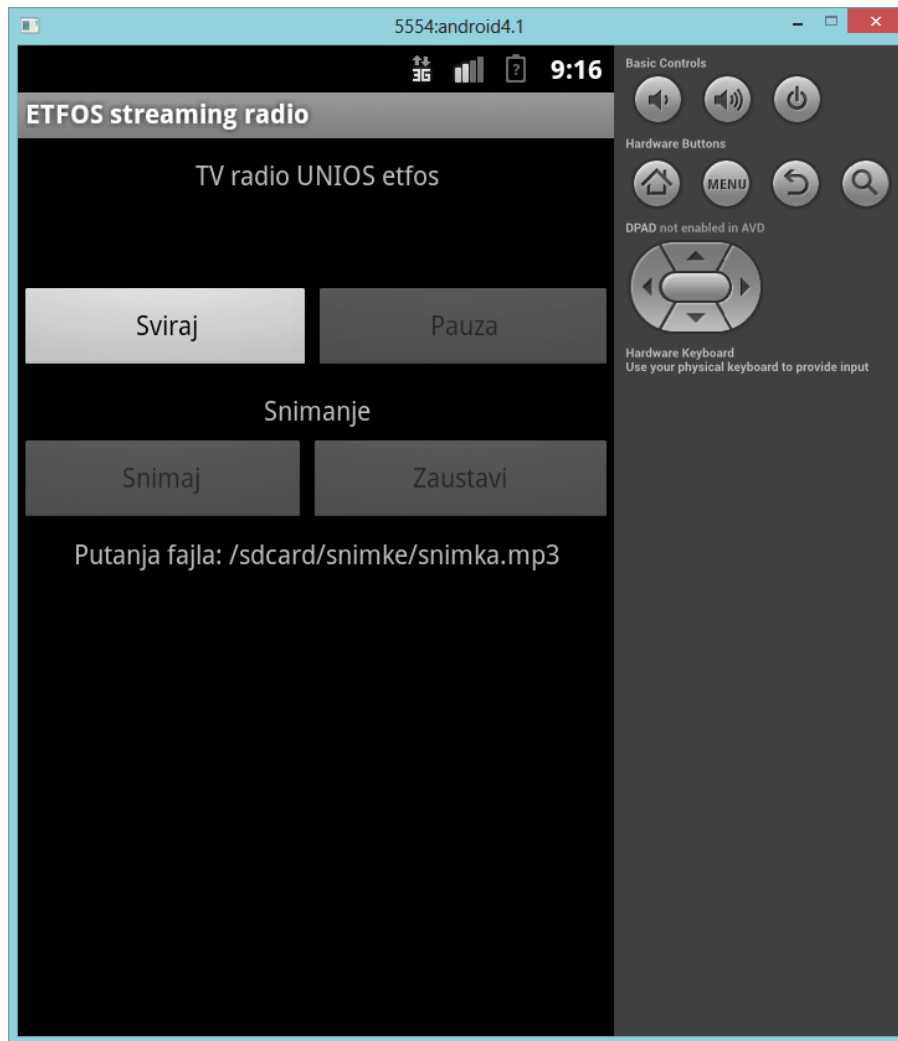 5554:android4.1
3G 9:16
ETFOS streaming radio
TV radio UNIOS etfos
Sviraj Pauza
Snimanje
Snimaj Zaustavi
Putanja fajla: /sdcard/snimke/snimka.mp3
Basic Controls
Hardware Buttons
MENU
DPAD not enabled in AVD
Hardware Keyboard
Use your physical keyboard to provide input